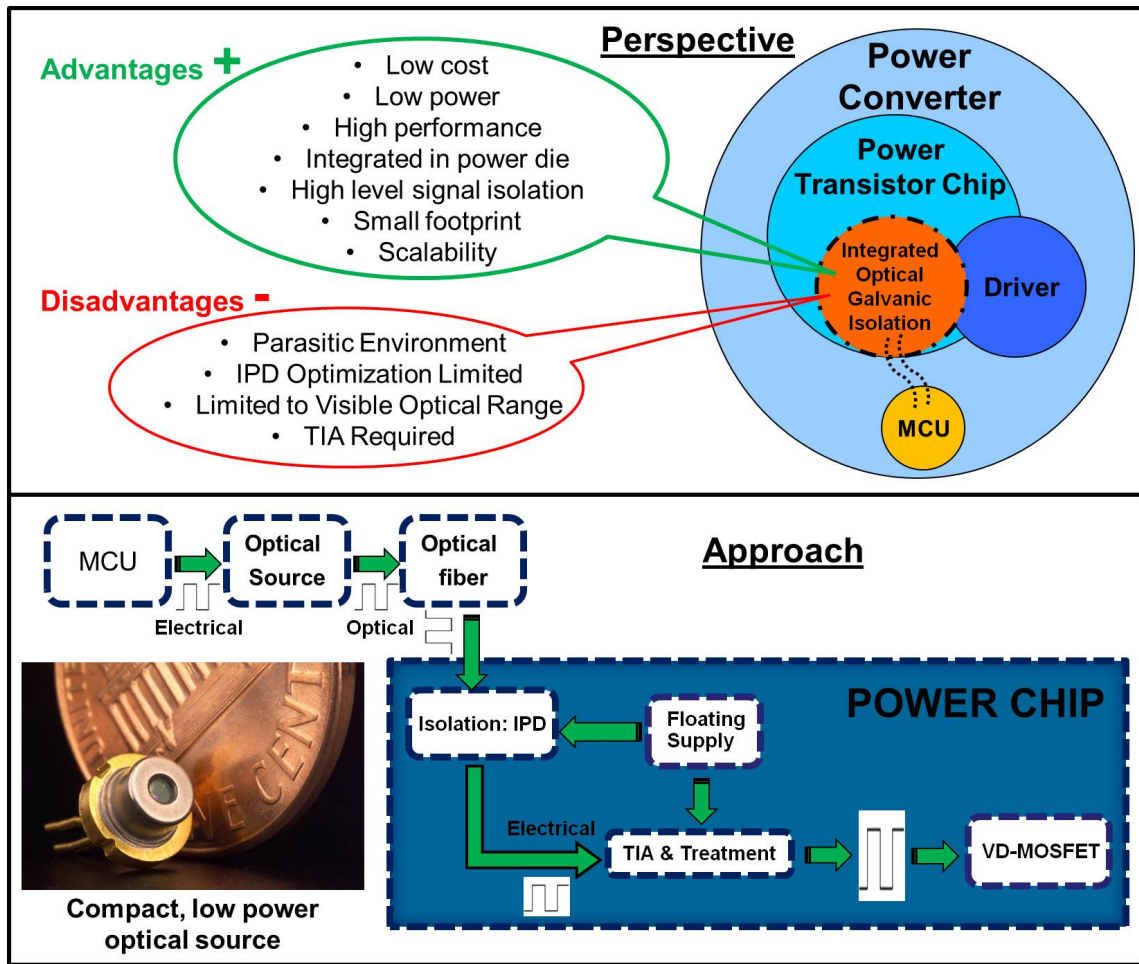 Perspective
Advantages +
• Low cost
• Low power
• High performance
• Integrated in power die
• High level signal isolation
• Small footprint
• Scalability
Disadvantages -
• Parasitic Environment
• IPD Optimization Limited
• Limited to Visible Optical Range
• TIA Required
Power
Converter
Power
Transistor Chip
Integrated
Optical
Galvanic
Isolation
Driver
MCU
Approach
MCU
Optical
Source
Optical
fiber
Electrical
Optical
POWER CHIP
Isolation: IPD
Floating
Supply
Electrical
TIA & Treatment
VD-MOSFET
ONE CENT
Compact, low power
optical source